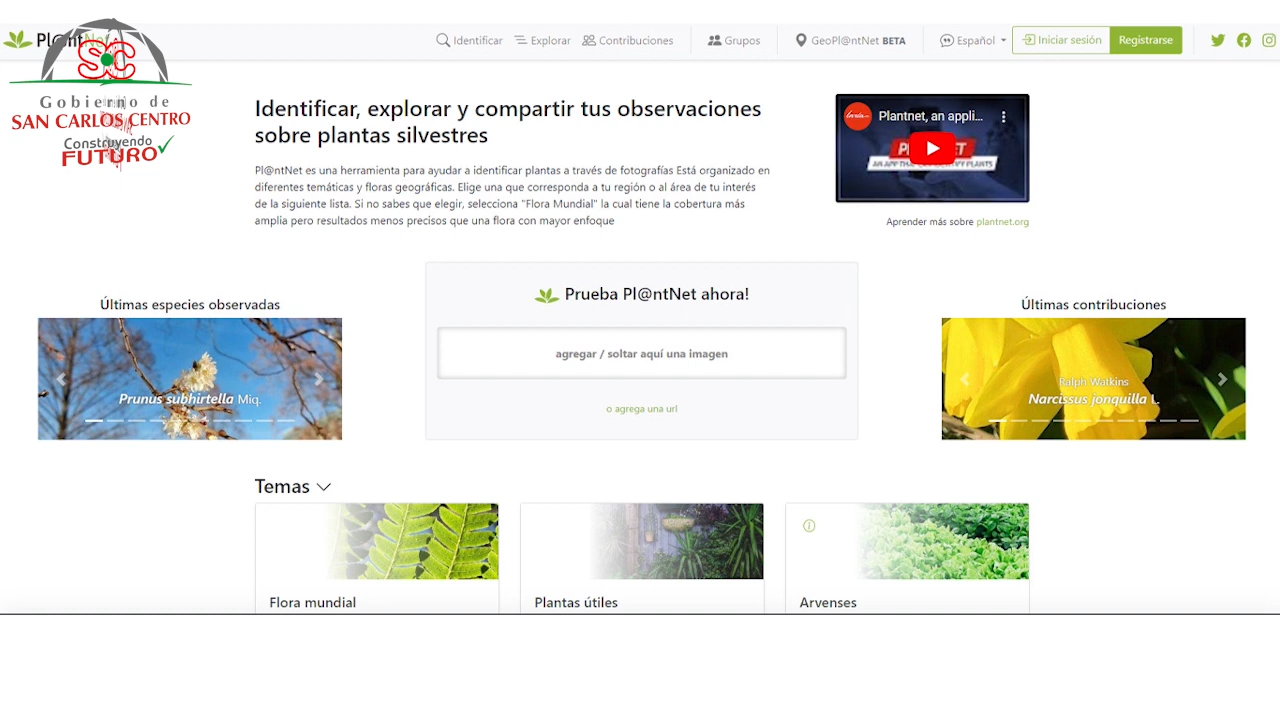 Pl@ntNet
Identificar
Explorar
Contribuciones
Grupos
GeoPl@ntNet BETA
Español
Iniciar sesión
Registrarse
Gobierno de
SAN CARLOS CENTRO
Construyendo
FUTURO
Identificar, explorar y compartir tus observaciones
sobre plantas silvestres
Pl@ntNet es una herramienta para ayudar a identificar plantas a través de fotografías Está organizado en
diferentes temáticas y floras geográficas. Elige una que corresponda a tu región o al área de tu interés
de la siguiente lista. Si no sabes que elegir, selecciona "Flora Mundial" la cual tiene la cobertura más
amplia pero resultados menos precisos que una flora con mayor enfoque
Plantnet, an appli...
AN APP THAT CAN IDENTIFY PLANTS
Aprender más sobre plantnet.org
Prueba Pl@ntNet ahora!
agregar / soltar aquí una imagen
o agrega una url
Últimas especies observadas
Prunus subhirtella Miq.
Últimas contribuciones
Ralph Watkins
Narcissus jonquilla L.
Temas
Flora mundial
Plantas útiles
Arvenses